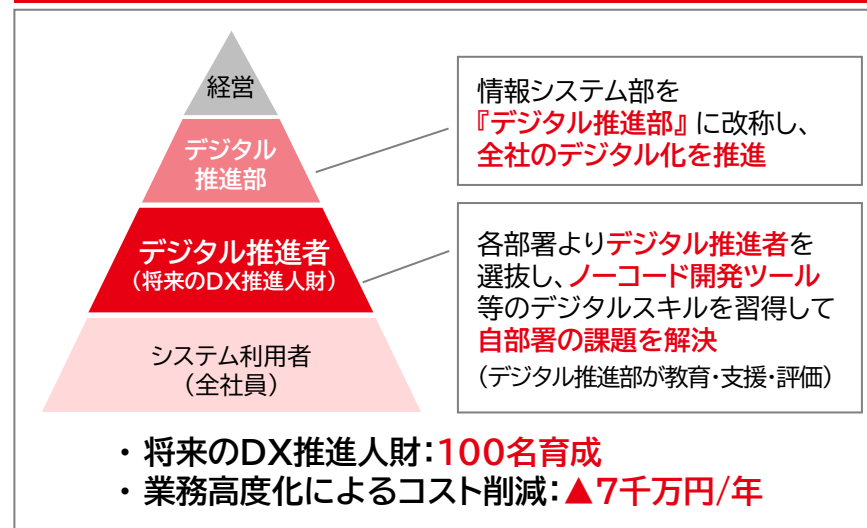 経営
デジタル
推進部
デジタル推進者
（将来のDX推進人財）
システム利用者
（全社員）
情報システム部を
『デジタル推進部』に改称し、
全社のデジタル化を推進
各部署よりデジタル推進者を
選抜し、ノーコード開発ツール
等のデジタルスキルを習得して
自部署の課題を解決
（デジタル推進部が教育・支援・評価）
・将来のDX推進人財：100名育成
・業務高度化によるコスト削減：▲7千万円/年